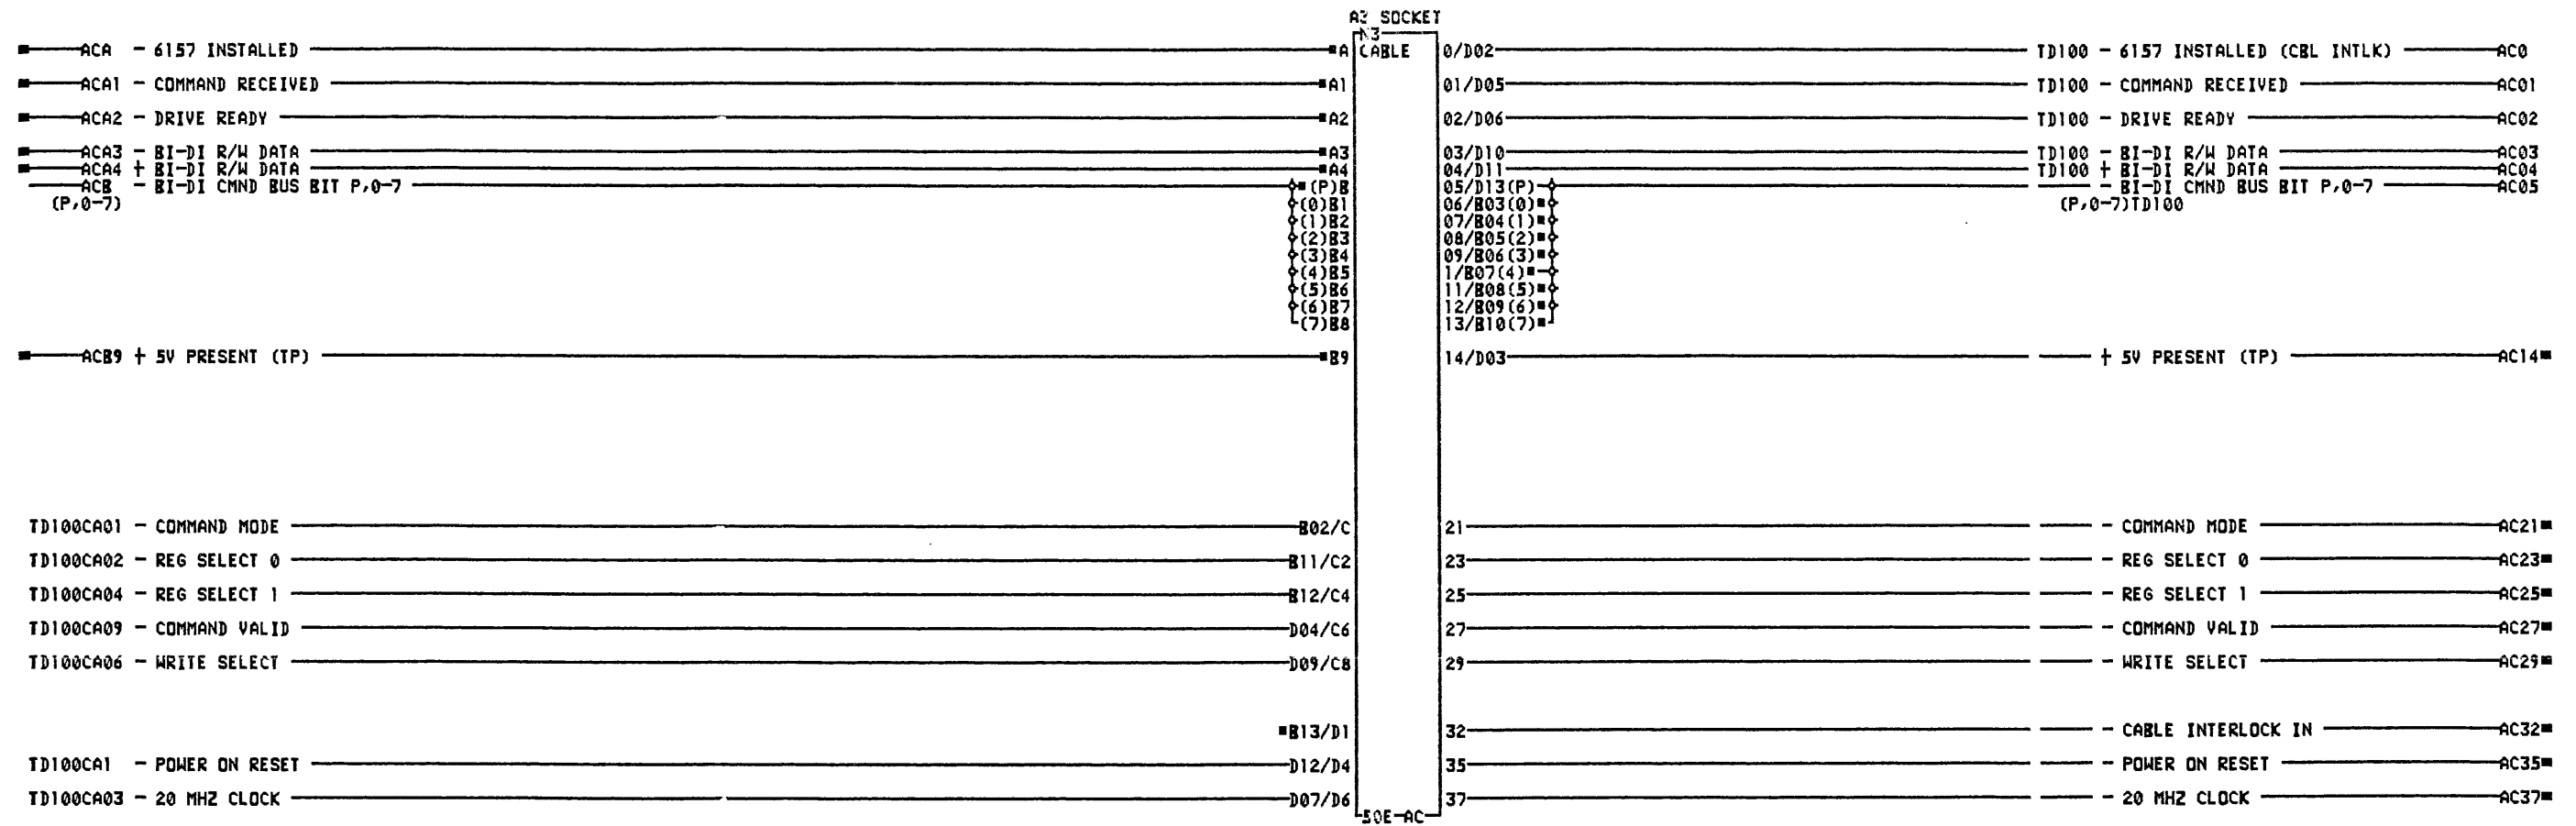 A2 SOCKET
N3
ACA - 6157 INSTALLED A CABLE 0/D02 TD100 - 6157 INSTALLED (CBL INTLK) AC0
ACA1 - COMMAND RECEIVED A1 01/D05 TD100 - COMMAND RECEIVED AC01
ACA2 - DRIVE READY A2 02/D06 TD100 - DRIVE READY AC02
ACA3 - BI-DI R/W DATA A3 03/D10 TD100 - BI-DI R/W DATA AC03
ACA4 + BI-DI R/W DATA A4 04/D11 TD100 + BI-DI R/W DATA AC04
ACB - BI-DI CMND BUS BIT P,0-7 (P)B 05/D13(P) - BI-DI CMND BUS BIT P,0-7 AC05
(P,0-7) (0)B1 06/B03(0) (P,0-7)TD100
(1)B2 07/B04(1)
(2)B3 08/B05(2)
(3)B4 09/B06(3)
(4)B5 1/B07(4)
(5)B6 11/B08(5)
(6)B7 12/B09(6)
(7)B8 13/B10(7)
ACB9 + 5V PRESENT (TP) B9 14/D03 + 5V PRESENT (TP) AC14
TD100CA01 - COMMAND MODE B02/C 21 - COMMAND MODE AC21
TD100CA02 - REG SELECT 0 B11/C2 23 - REG SELECT 0 AC23
TD100CA04 - REG SELECT 1 B12/C4 25 - REG SELECT 1 AC25
TD100CA09 - COMMAND VALID D04/C6 27 - COMMAND VALID AC27
TD100CA06 - WRITE SELECT D09/C8 29 - WRITE SELECT AC29
B13/D1 32 - CABLE INTERLOCK IN AC32
TD100CA1 - POWER ON RESET D12/D4 35 - POWER ON RESET AC35
TD100CA03 - 20 MHZ CLOCK D07/D6 37 - 20 MHZ CLOCK AC37
50E-AC